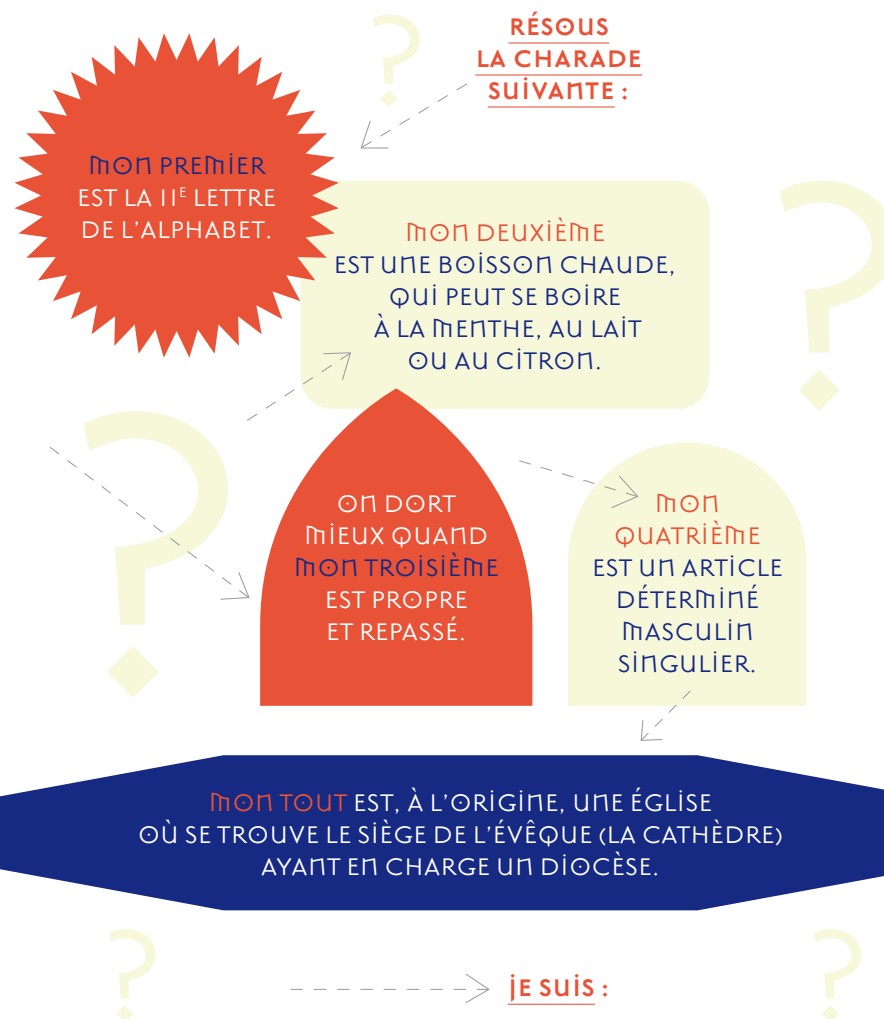 RÉSOUS
LA CHARADE
SUIVANTE :
MON PREMIER
EST LA 11E LETTRE
DE L'ALPHABET.
MON DEUXIÈME
EST UNE BOISSON CHAUDE,
QUI PEUT SE BOIRE
À LA MENTHE, AU LAIT
OU AU CITRON.
ON DORT
MIEUX QUAND
MON TROISIÈME
EST PROPRE
ET REPASSÉ.
MON
QUATRIÈME
EST UN ARTICLE
DÉTERMINÉ
MASCULIN
SINGULIER.
MON TOUT EST, À L'ORIGINE, UNE ÉGLISE
OÙ SE TROUVE LE SIÈGE DE L'ÉVÊQUE (LA CATHÈDRE)
AYANT EN CHARGE UN DIOCÈSE.
JE SUIS :